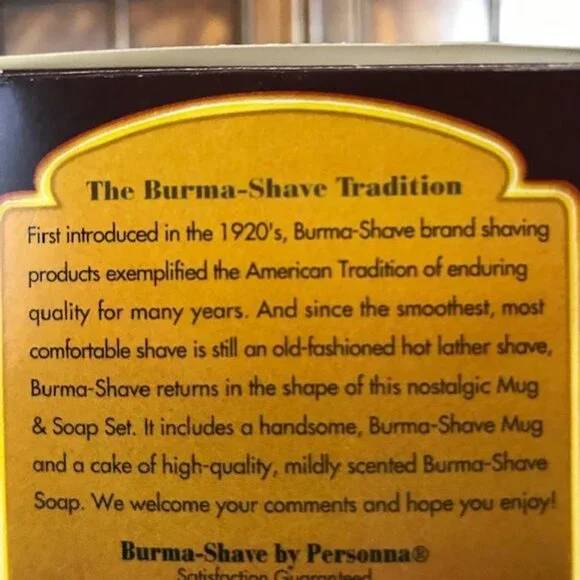 The Burma-Shave Tradition
First introduced in the 1920's, Burma-Shave brand shaving
products exemplified the American Tradition of enduring
quality for many years. And since the smoothest, most
comfortable shave is still an old-fashioned hot lather shave,
Burma-Shave returns in the shape of this nostalgic Mug
& Soap Set. It includes a handsome, Burma-Shave Mug
and a cake of high-quality, mildly scented Burma-Shave
Soap. We welcome your comments and hope you enjoy!
Burma-Shave by Personna®
Satisfaction Guaranteed